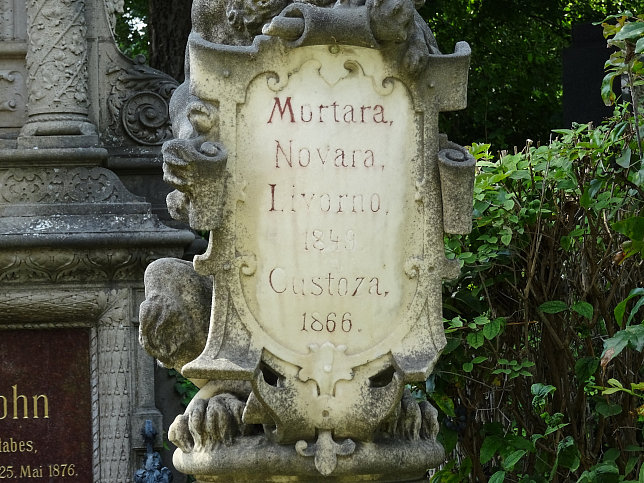 Mortara,
Novara,
Livorno,
1849.
Custoza,
1866.
ohn
labes,
25. Mai 1876.